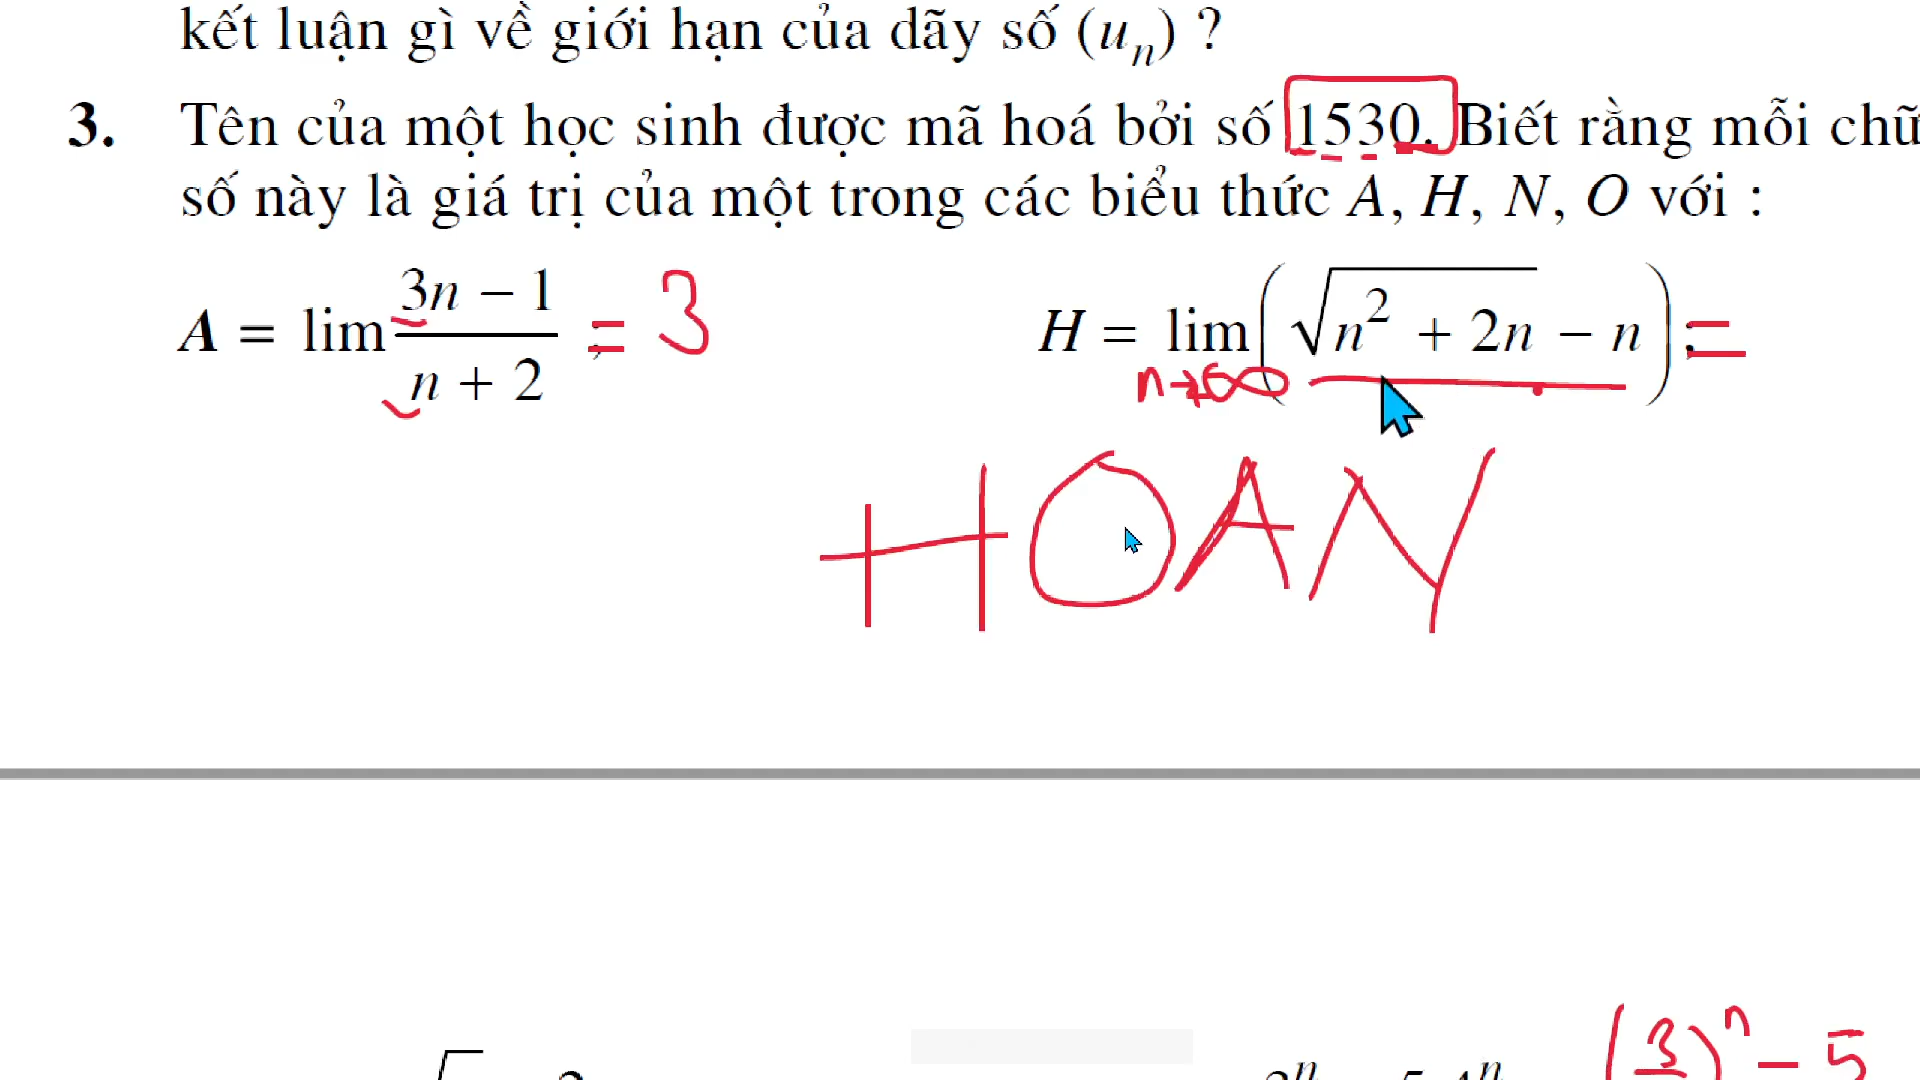 kết luận gì về giới hạn của dãy số (uₙ) ?
3. Tên của một học sinh được mã hoá bởi số 1530. Biết rằng mỗi chữ
số này là giá trị của một trong các biểu thức A, H, N, O với :
A = lim (3n − 1)/(n + 2) ; = 3
H = lim (√(n² + 2n) − n) ; =
n→+∞
HOAN
(3
)ⁿ − 5